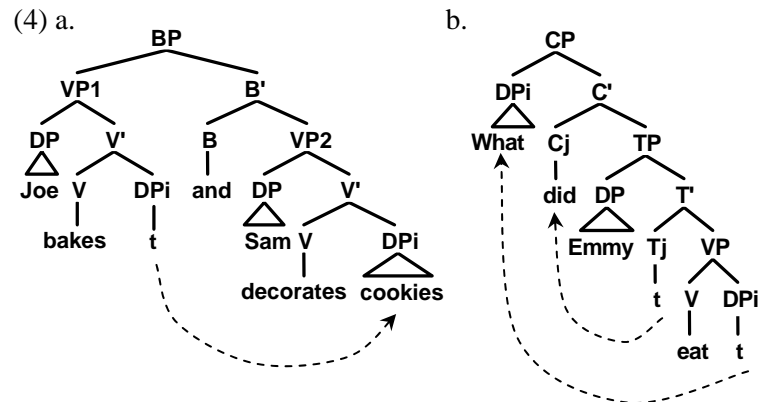 (4) a. b.
BP CP
VP1 B' DPi C'
DP V' B VP2 What Cj TP
Joe V DPi and DP V' did DP T'
bakes t Sam V DPi Emmy Tj VP
decorates cookies t V DPi
eat t